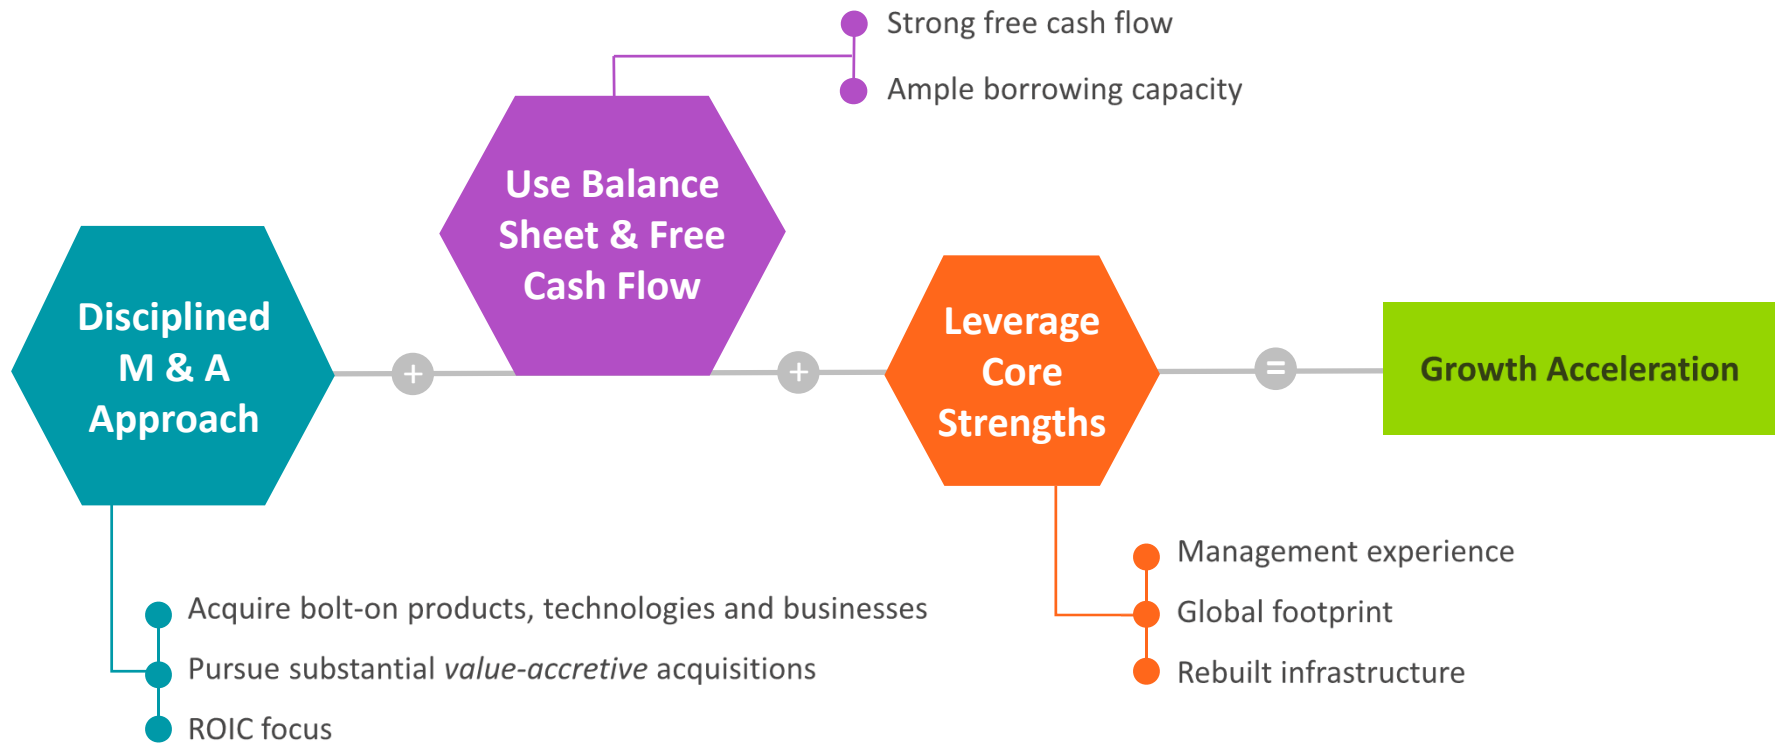 Strong free cash flow
Ample borrowing capacity
Use Balance
Sheet & Free
Cash Flow
Disciplined
M & A
Approach
+
+
Leverage
Core
Strengths
=
Growth Acceleration
Acquire bolt-on products, technologies and businesses
Pursue substantial value-accretive acquisitions
ROIC focus
Management experience
Global footprint
Rebuilt infrastructure